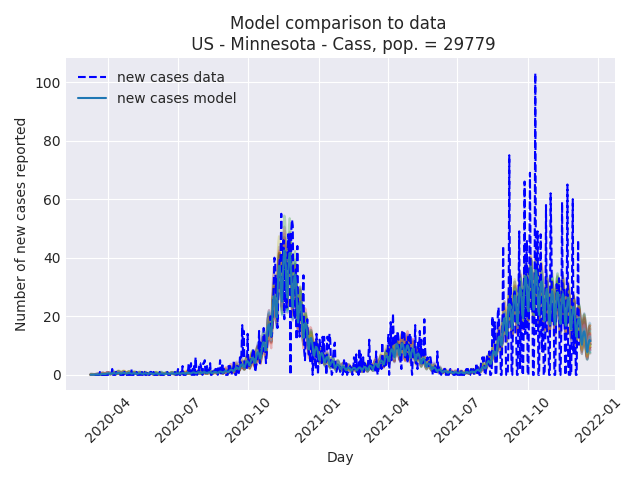 Model comparison to data
US - Minnesota - Cass, pop. = 29779
new cases data
new cases model
Number of new cases reported
100
80
60
40
20
0
2020-04
2020-07
2020-10
2021-01
2021-04
2021-07
2021-10
2022-01
Day